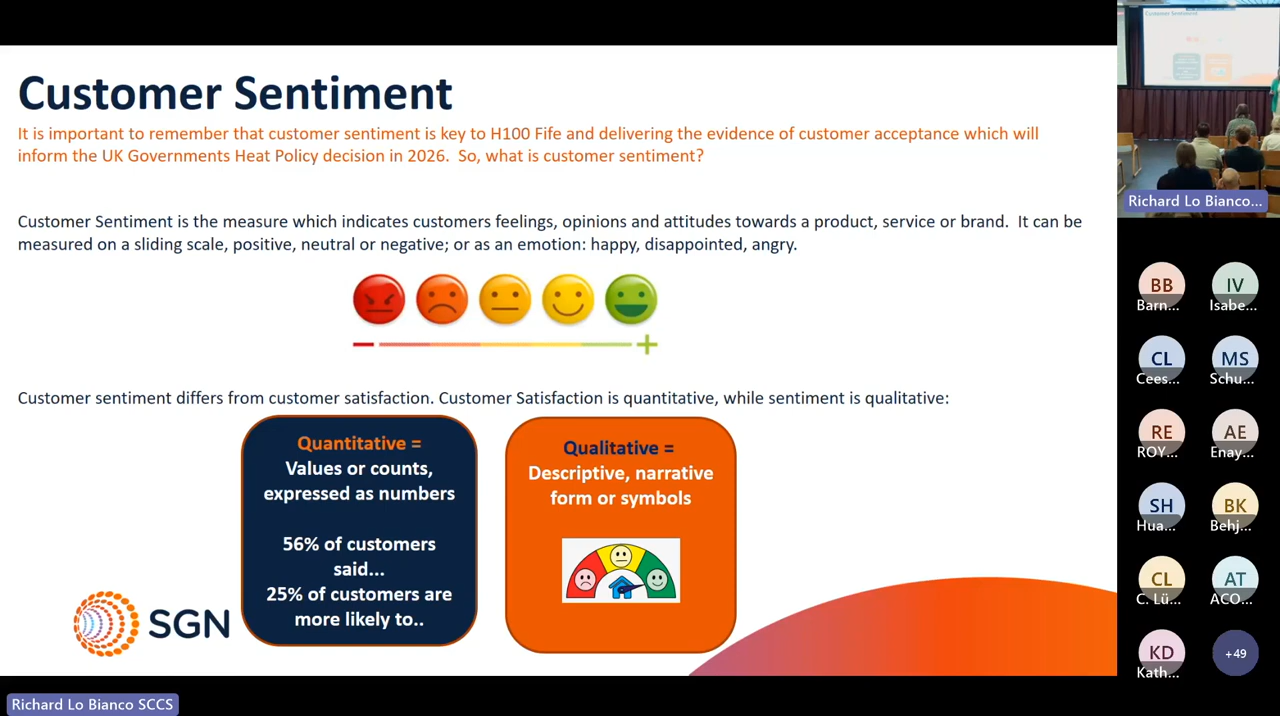 Customer Sentiment
It is important to remember that customer sentiment is key to H100 Fife and delivering the evidence of customer acceptance which will
inform the UK Governments Heat Policy decision in 2026.  So, what is customer sentiment?
Customer Sentiment is the measure which indicates customers feelings, opinions and attitudes towards a product, service or brand.  It can be
measured on a sliding scale, positive, neutral or negative; or as an emotion: happy, disappointed, angry.
Customer sentiment differs from customer satisfaction. Customer Satisfaction is quantitative, while sentiment is qualitative:
Quantitative =
Values or counts,
expressed as numbers
56% of customers
said...
25% of customers are
more likely to..
Qualitative =
Descriptive, narrative
form or symbols
SGN
Richard Lo Bianco SCCS
Customer Sentiment
Richard Lo Bianco...
BB
Barn...
IV
Isabe...
CL
Cees...
MS
Schu...
RE
ROY...
AE
Enay...
SH
Hua...
BK
Behj...
CL
C. Lü...
AT
ACO...
KD
Kath...
+49